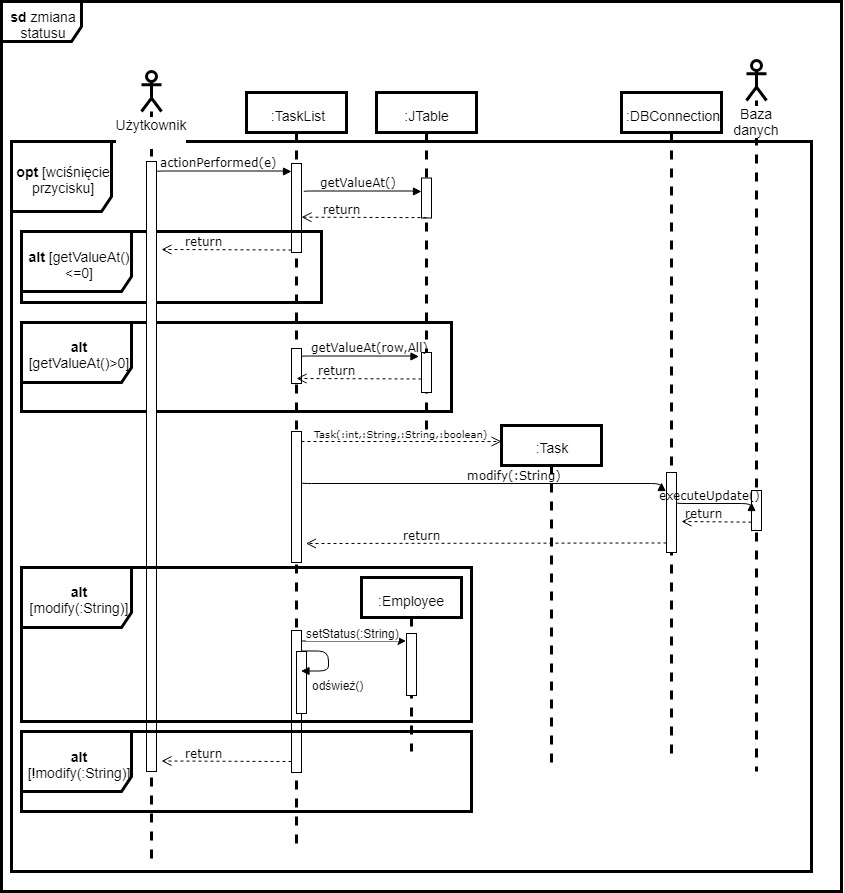 sd zmiana
statusu
Użytkownik
:TaskList
:JTable
:DBConnection
Baza
danych
opt [wciśnięcie
przycisku]
actionPerformed(e)
getValueAt()
return
return
alt [getValueAt()
<=0]
alt
[getValueAt()>0]
getValueAt(row,All)
return
Task(:int,:String,:String,:boolean)
:Task
modify(:String)
executeUpdate()
return
return
alt
[modify(:String)]
:Employee
setStatus(:String)
odśwież()
alt
[!modify(:String)]
return